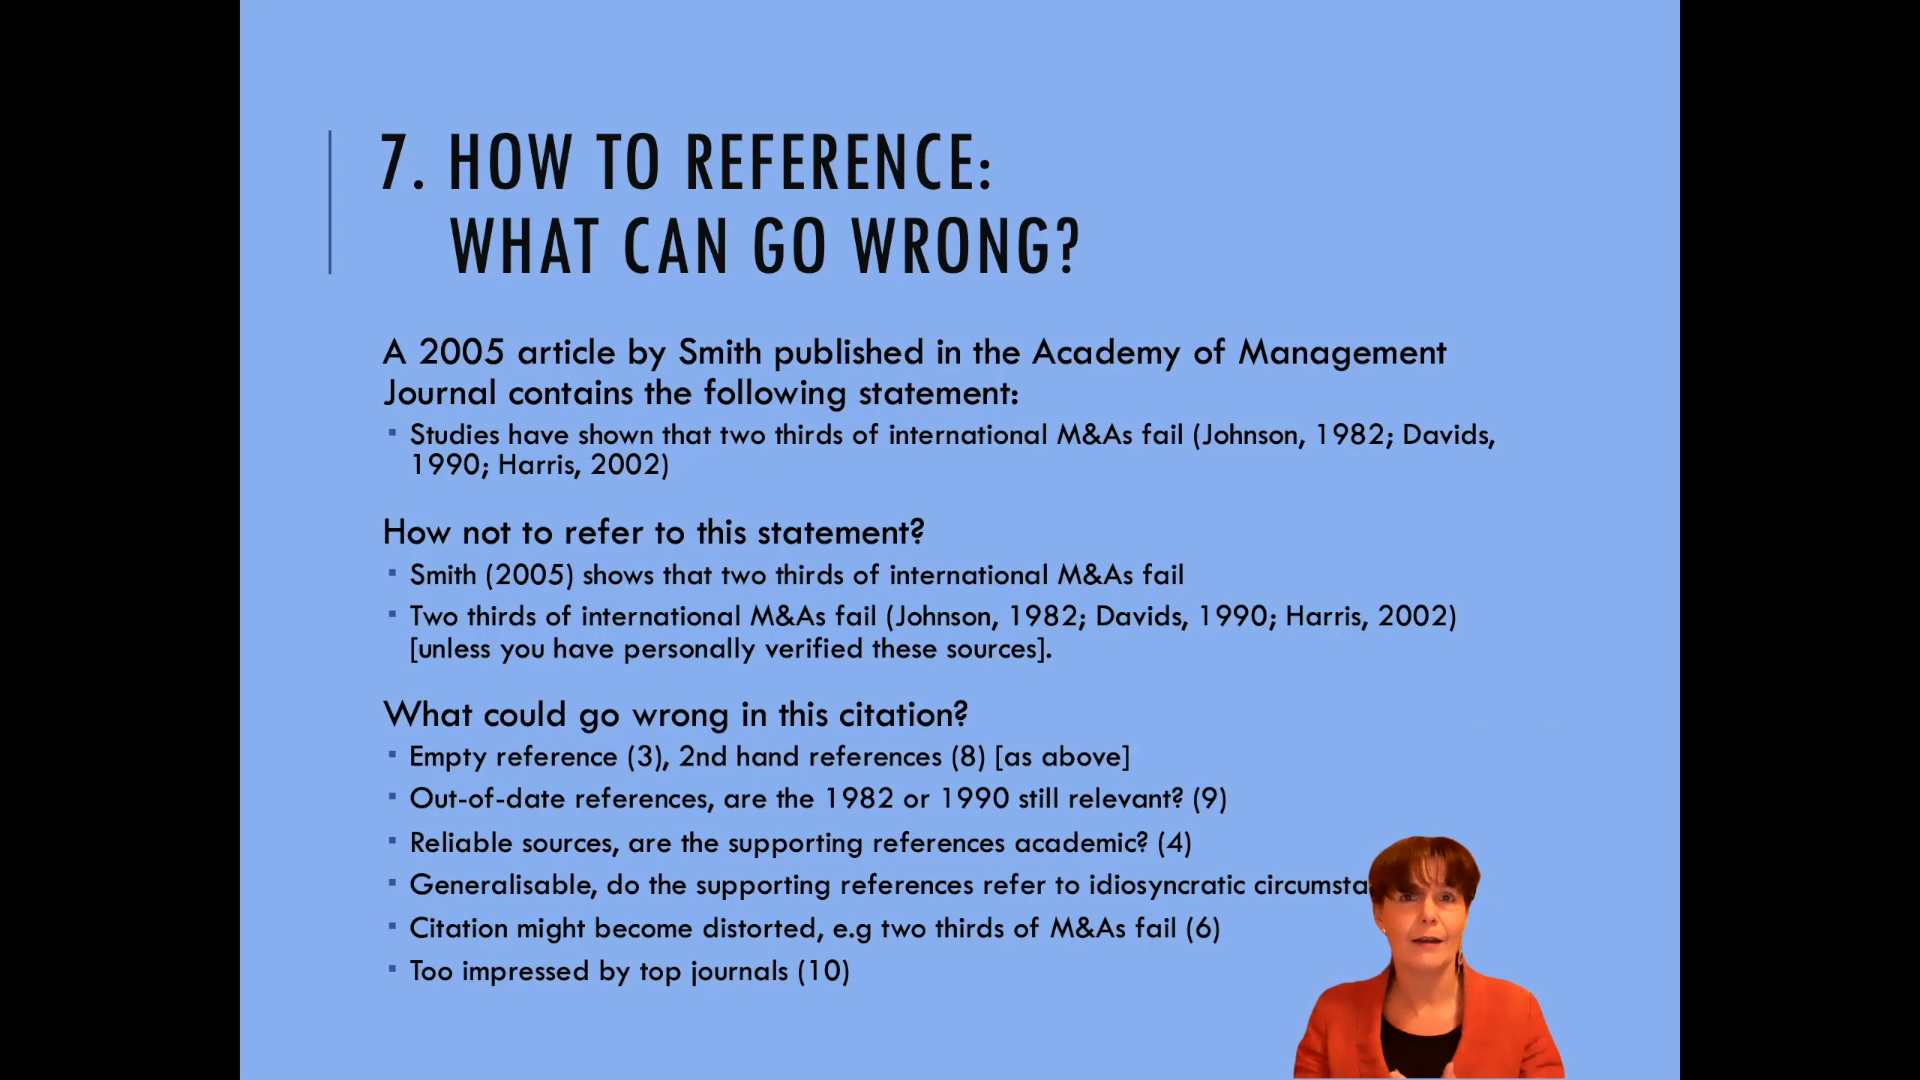 7. HOW TO REFERENCE:
WHAT CAN GO WRONG?
A 2005 article by Smith published in the Academy of Management
Journal contains the following statement:
▪ Studies have shown that two thirds of international M&As fail (Johnson, 1982; Davids,
1990; Harris, 2002)
How not to refer to this statement?
▪ Smith (2005) shows that two thirds of international M&As fail
▪ Two thirds of international M&As fail (Johnson, 1982; Davids, 1990; Harris, 2002)
[unless you have personally verified these sources].
What could go wrong in this citation?
▪ Empty reference (3), 2nd hand references (8) [as above]
▪ Out-of-date references, are the 1982 or 1990 still relevant? (9)
▪ Reliable sources, are the supporting references academic? (4)
▪ Generalisable, do the supporting references refer to idiosyncratic
▪ Citation might become distorted, e.g two thirds of M&As fail (6)
▪ Too impressed by top journals (10)